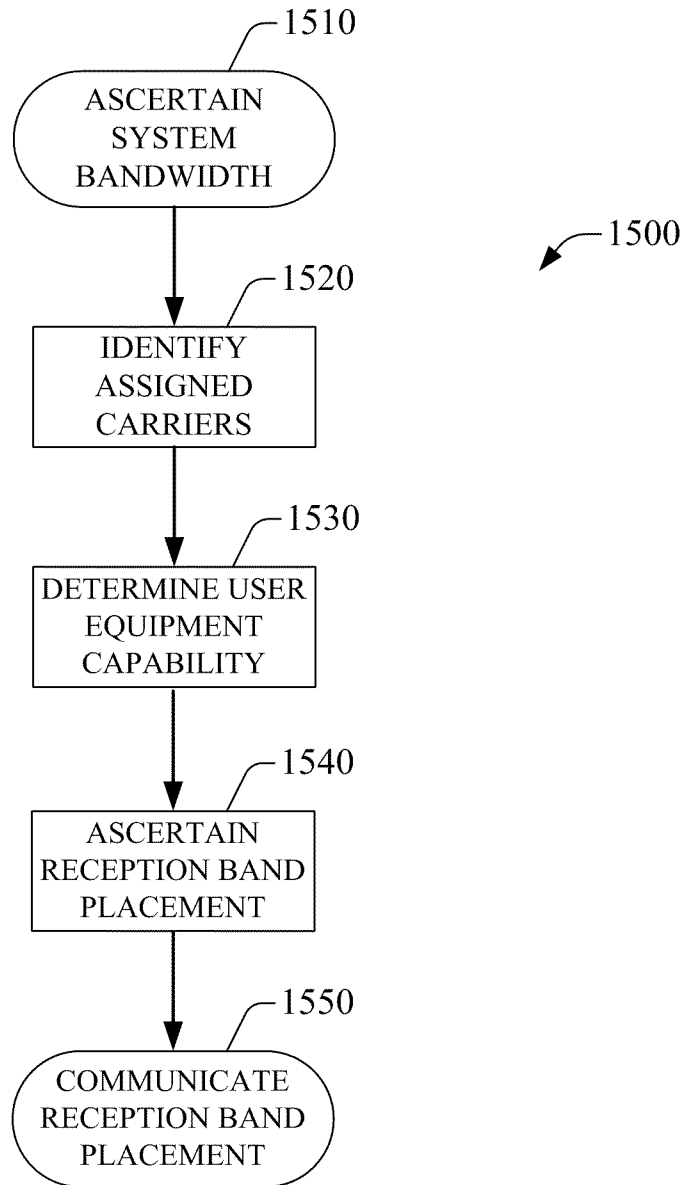 1510
ASCERTAIN
SYSTEM
BANDWIDTH
1500
1520
IDENTIFY
ASSIGNED
CARRIERS
1530
DETERMINE USER
EQUIPMENT
CAPABILITY
1540
ASCERTAIN
RECEPTION BAND
PLACEMENT
1550
COMMUNICATE
RECEPTION BAND
PLACEMENT